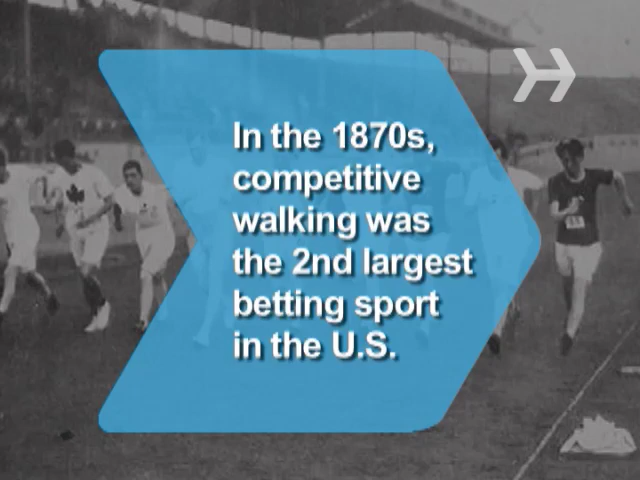 In the 1870s,
competitive
walking was
the 2nd largest
betting sport
in the U.S.